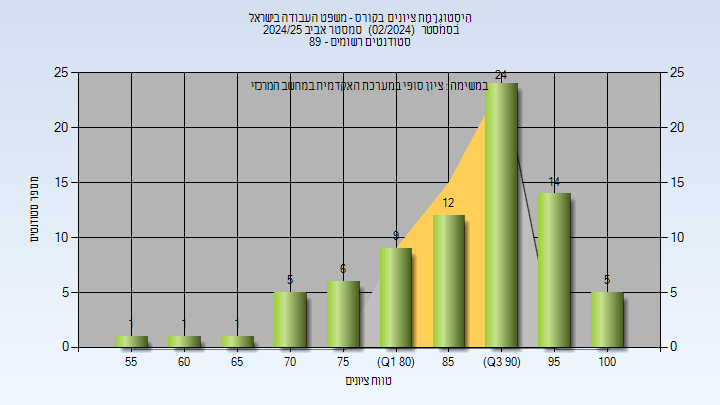 היסטוגרמת ציונים בקורס - משפט העבודה בישראל
בסמסטר (02/2024) סמסטר אביב 2024/25
סטודנטים רשומים - 89
במשימה : ציון סופי במערכת האקדמית במחשב המרכזי
מספר סטודנטים
25 25
20 20
15 15
10 10
5 5
0 0
1 1 1 5 6 9 12 24 14 5
55 60 65 70 75 (Q1 80) 85 (Q3 90) 95 100
טווח ציונים